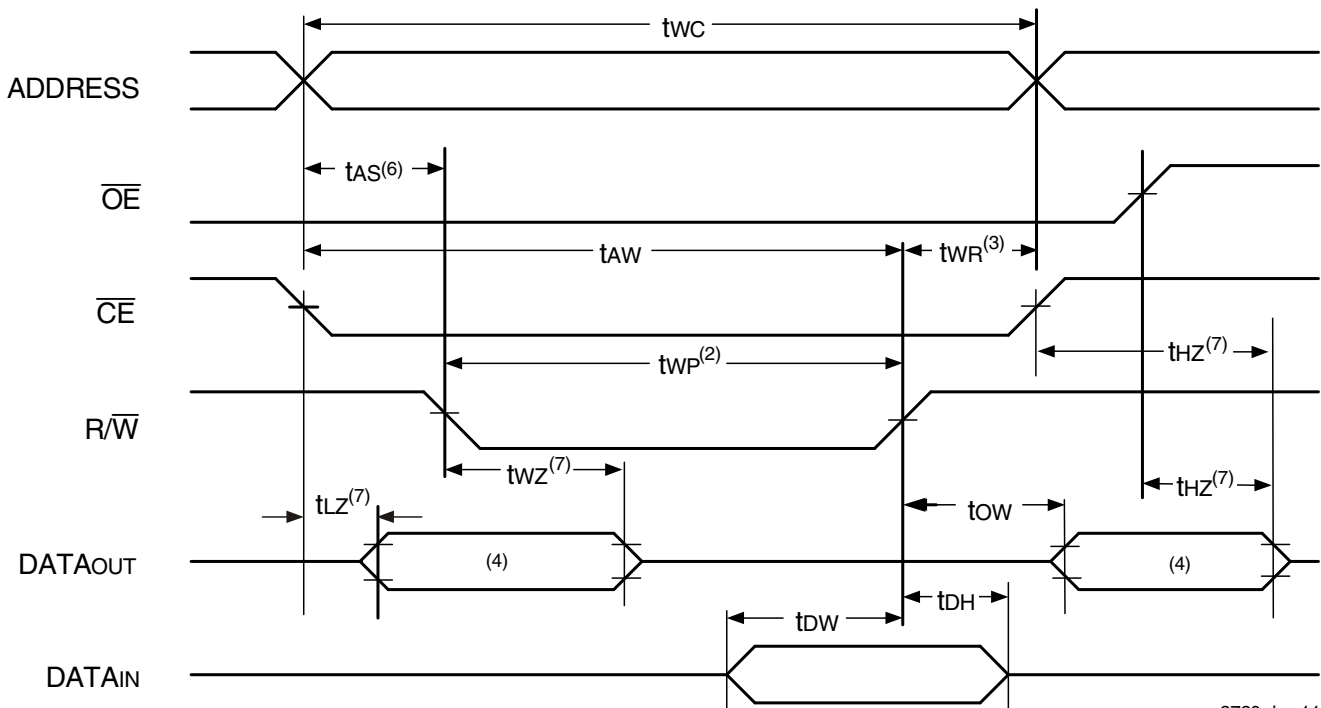 tWC
ADDRESS
tAS(6)
OE
tAW
tWR(3)
CE
tWP(2)
tHZ(7)
R/W
tWZ(7)
tHZ(7)
tLZ(7)
tOW
DATAOUT
(4)
(4)
tDH
tDW
DATAIN